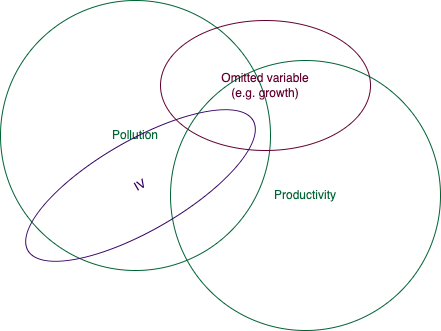 Omitted variable
(e.g. growth)
Pollution
IV
Productivity